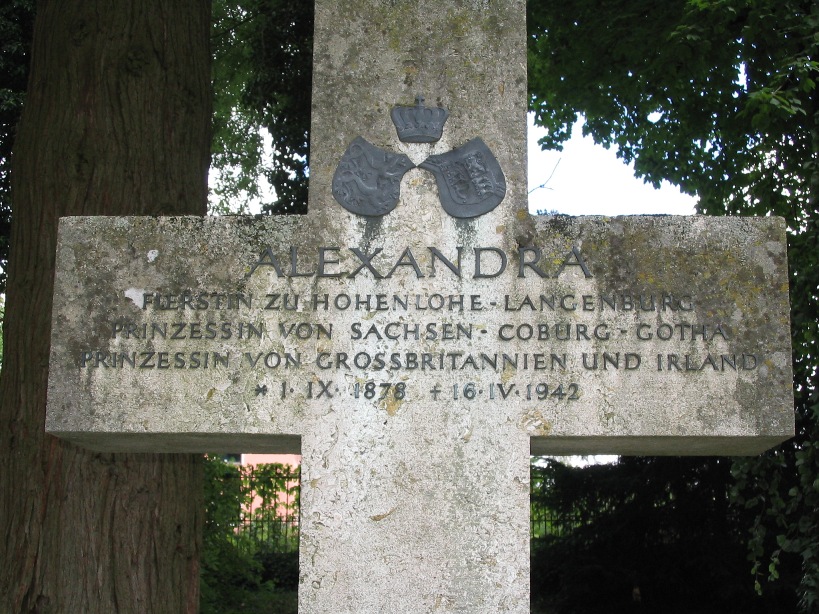 ALEXANDRA
FIERSTIN ZU HOHENLOHE-LANGENBURG
PRINZESSIN VON SACHSEN-COBURG-GOTHA
PRINZESSIN VON GROSSBRITANNIEN UND IRLAND
* 1·IX· 1878 +16·IV·1942